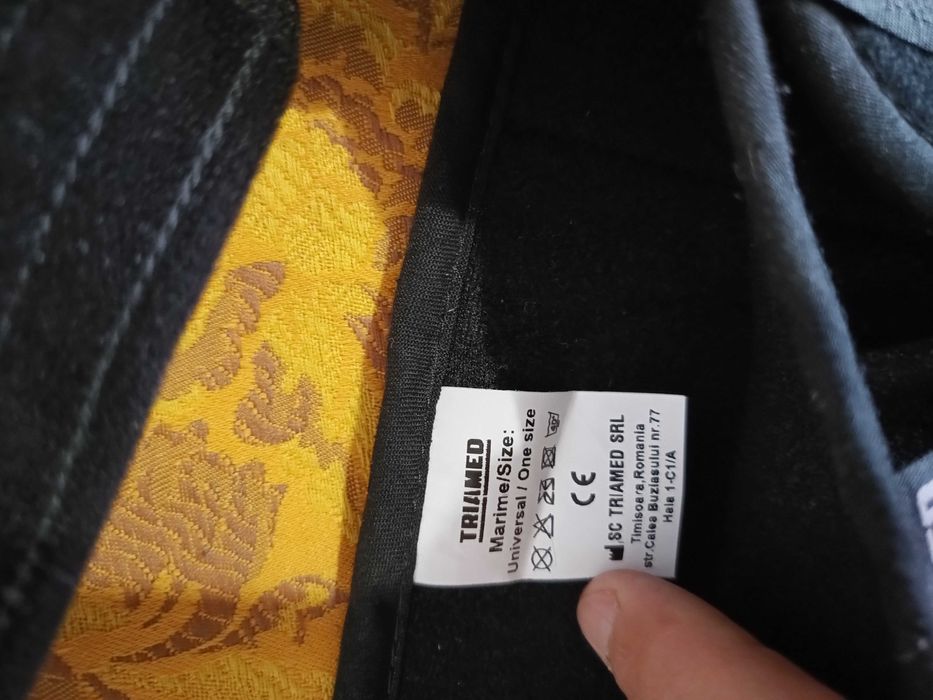 TRIAMED
Marime/Size:
Universal / One size
40°
CE
SC TRIAMED SRL
Timisoara,Romania
str.Calea Buziasului nr.77
Hala 1-C1/A